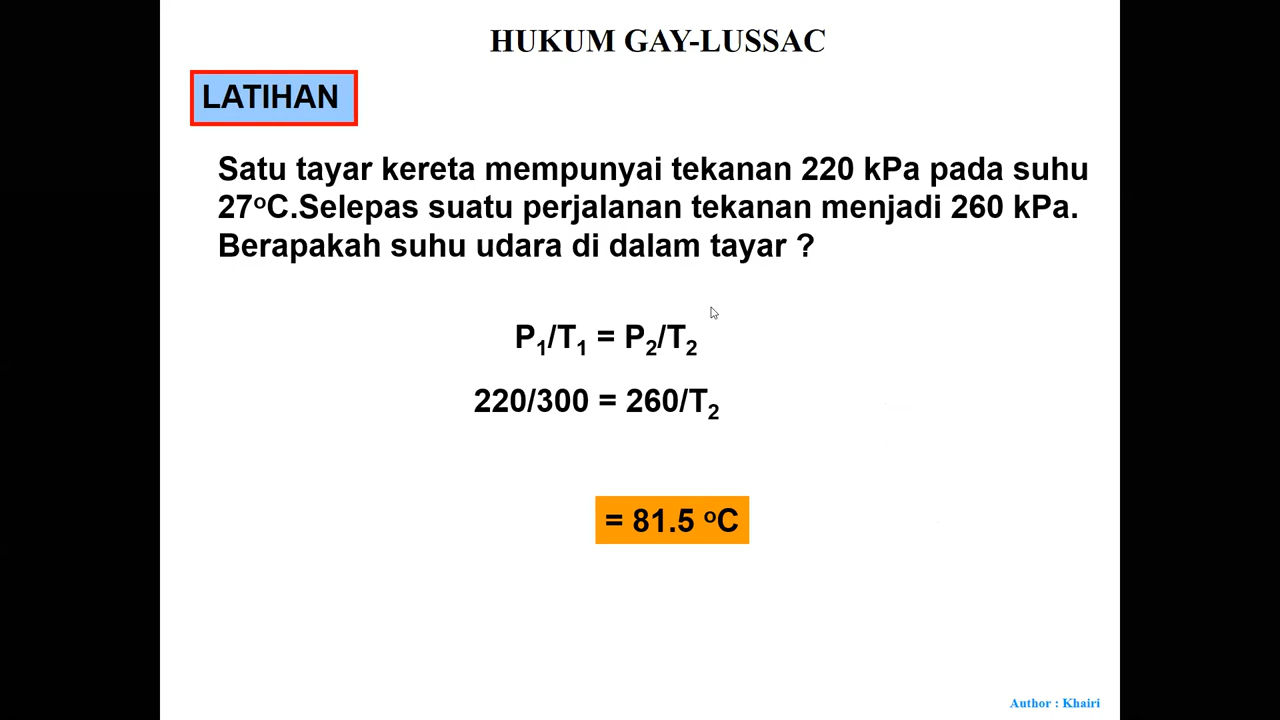 HUKUM GAY-LUSSAC
LATIHAN
Satu tayar kereta mempunyai tekanan 220 kPa pada suhu
27ºC.Selepas suatu perjalanan tekanan menjadi 260 kPa.
Berapakah suhu udara di dalam tayar ?
P₁/T₁ = P₂/T₂
220/300 = 260/T₂
= 81.5 ºC
Author : Khairi